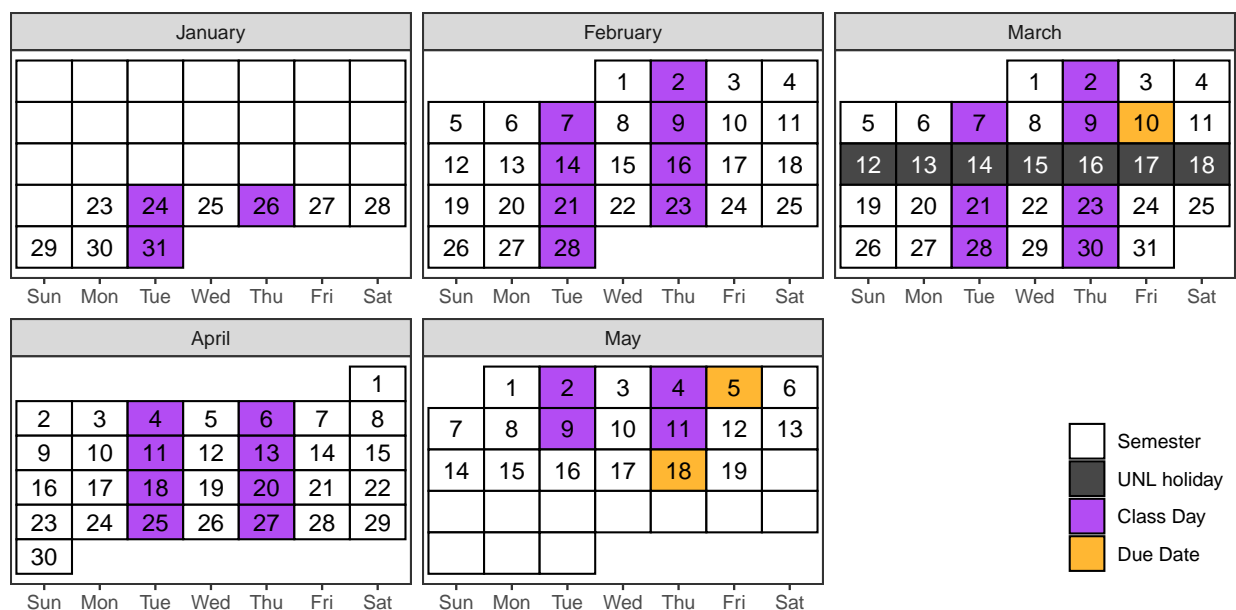 January
23 24 25 26 27 28
29 30 31
Sun Mon Tue Wed Thu Fri Sat
February
1 2 3 4
5 6 7 8 9 10 11
12 13 14 15 16 17 18
19 20 21 22 23 24 25
26 27 28
Sun Mon Tue Wed Thu Fri Sat
March
1 2 3 4
5 6 7 8 9 10 11
12 13 14 15 16 17 18
19 20 21 22 23 24 25
26 27 28 29 30 31
Sun Mon Tue Wed Thu Fri Sat
April
1
2 3 4 5 6 7 8
9 10 11 12 13 14 15
16 17 18 19 20 21 22
23 24 25 26 27 28 29
30
Sun Mon Tue Wed Thu Fri Sat
May
1 2 3 4 5 6
7 8 9 10 11 12 13
14 15 16 17 18 19
Sun Mon Tue Wed Thu Fri Sat
Semester
UNL holiday
Class Day
Due Date